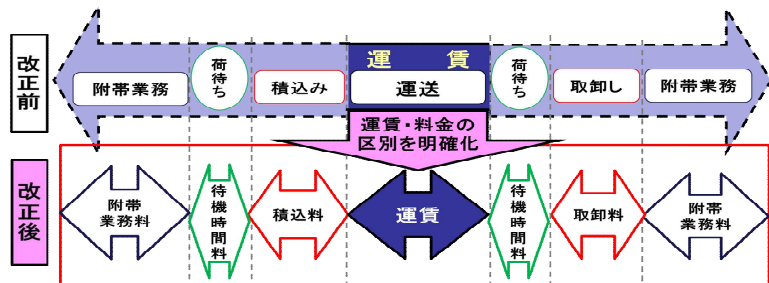 改正前
運賃
附帯業務
荷待ち
積込み
運送
荷待ち
取卸し
附帯業務
運賃・料金の
区別を明確化
改正後
附帯
業務料
待機時間料
積込料
運賃
待機時間料
取卸料
附帯
業務料